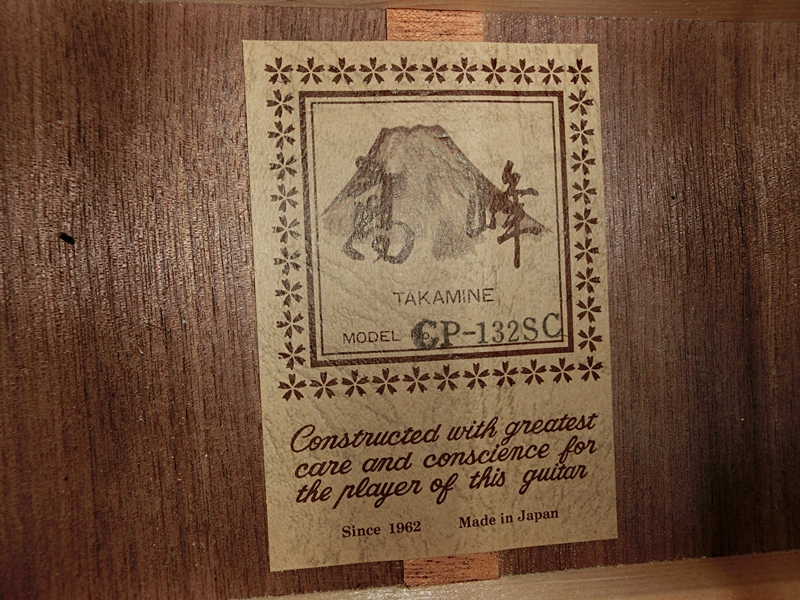 高峰
TAKAMINE
MODEL No. CP-132SC
Constructed with greatest
care and conscience for
the player of this guitar
Since 1962 Made in Japan